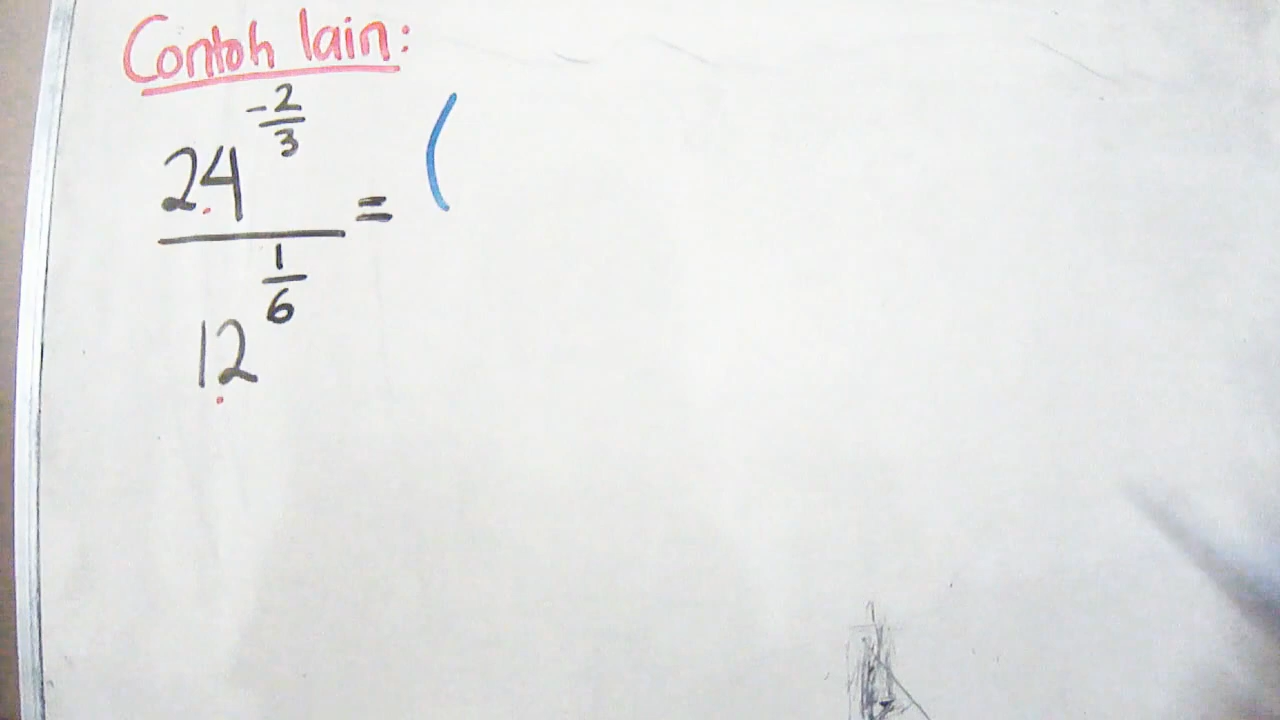 Contoh lain:
24^{-2/3} / 12^{1/6} = (